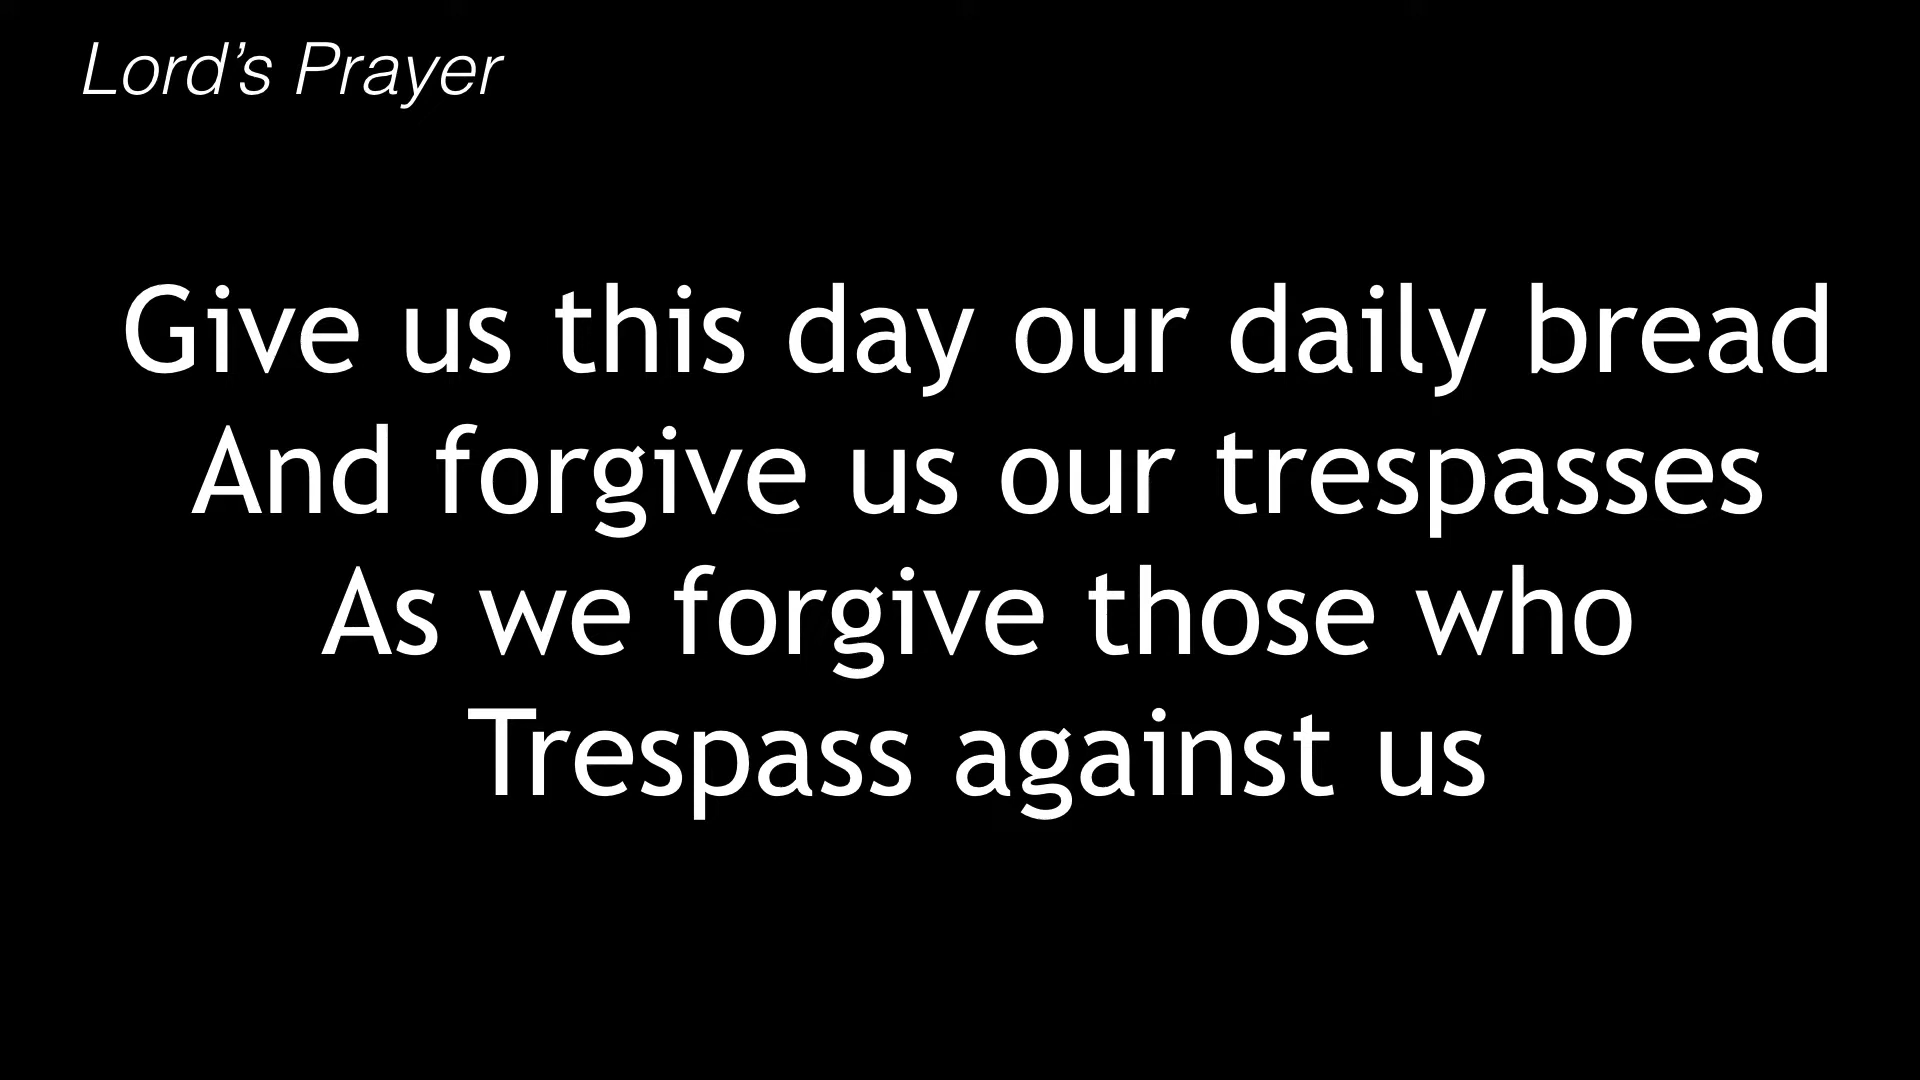 Lord’s Prayer
Give us this day our daily bread
And forgive us our trespasses
As we forgive those who
Trespass against us